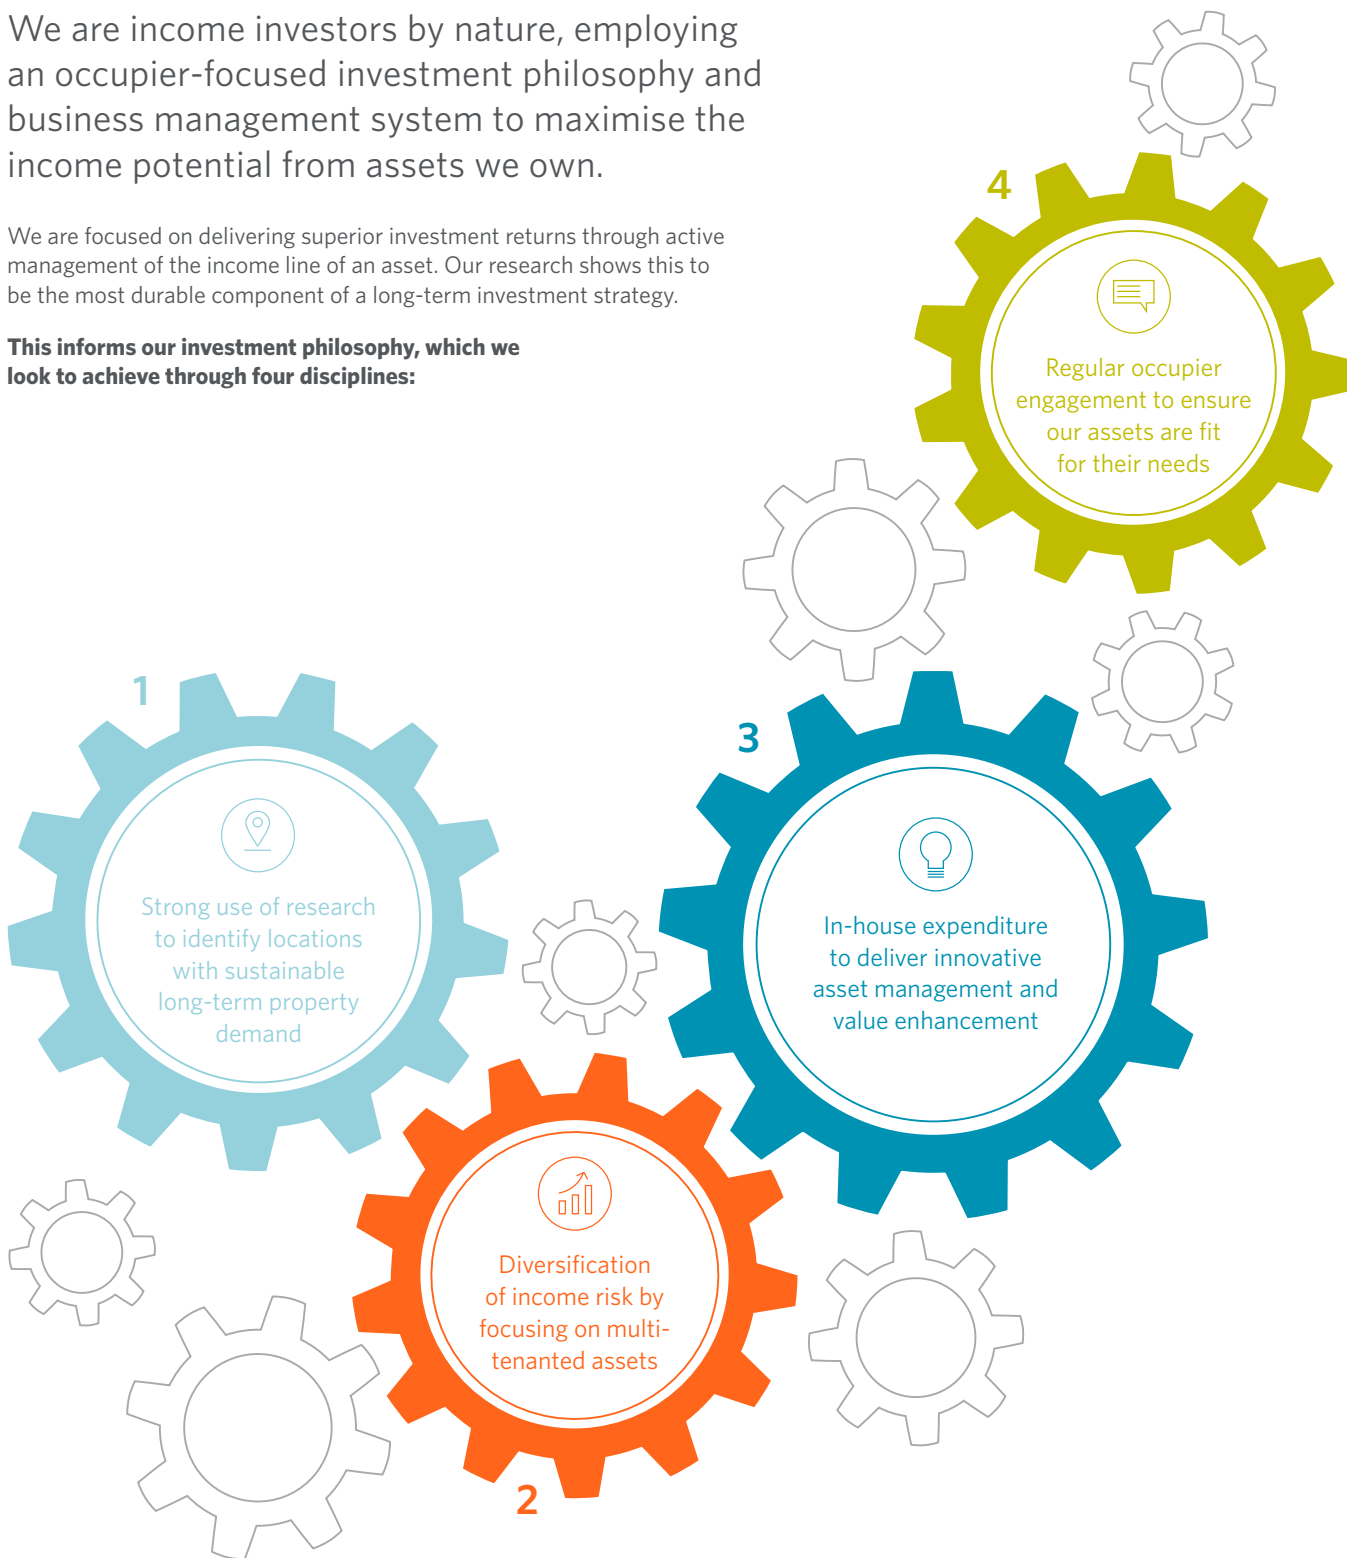 We are income investors by nature, employing
an occupier-focused investment philosophy and
business management system to maximise the
income potential from assets we own.
We are focused on delivering superior investment returns through active
management of the income line of an asset. Our research shows this to
be the most durable component of a long-term investment strategy.
This informs our investment philosophy, which we
look to achieve through four disciplines:
1
Strong use of research
to identify locations
with sustainable
long-term property
demand
2
Diversification
of income risk by
focusing on multi-
tenanted assets
3
In-house expenditure
to deliver innovative
asset management and
value enhancement
4
Regular occupier
engagement to ensure
our assets are fit
for their needs